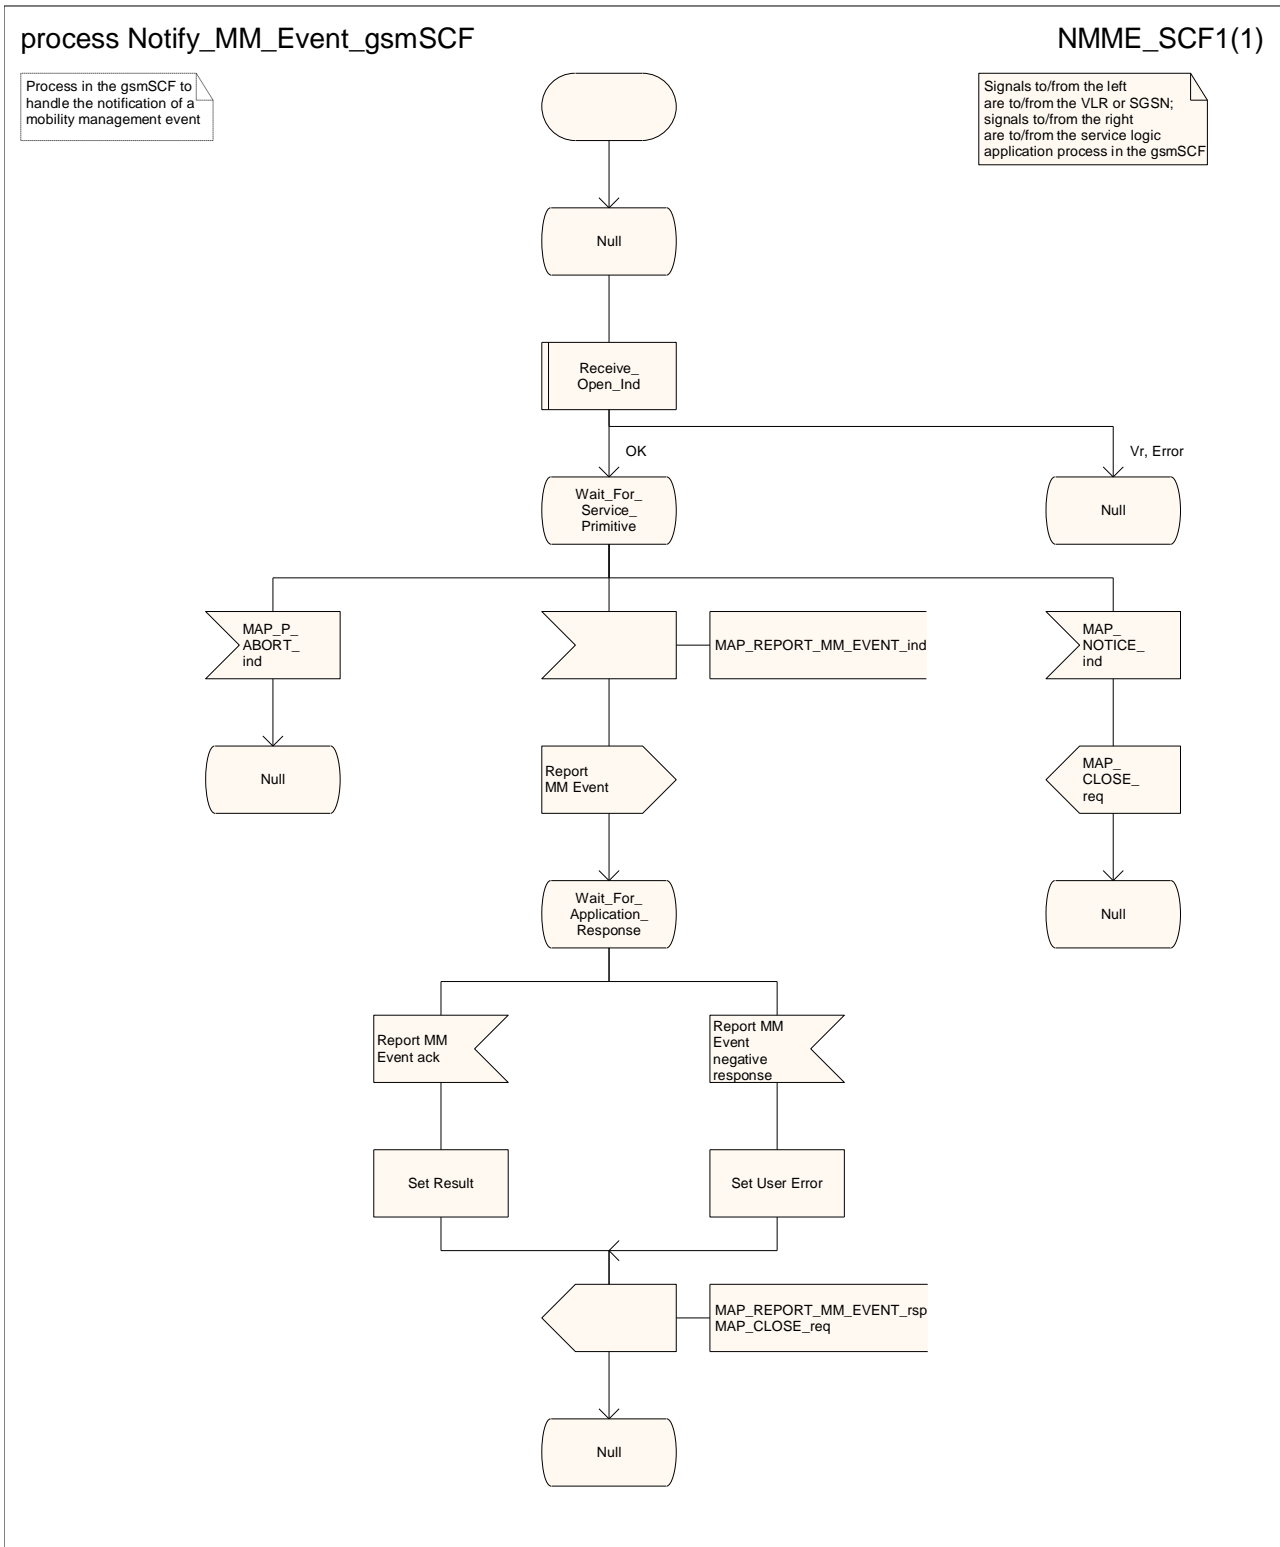 process Notify_MM_Event_gsmSCF
NMME_SCF1(1)
Process in the gsmSCF to
handle the notification of a
mobility management event
Signals to/from the left
are to/from the VLR or SGSN;
signals to/from the right
are to/from the service logic
application process in the gsmSCF
Null
Receive_
Open_Ind
OK
Vr, Error
Wait_For_
Service_
Primitive
Null
MAP_P_
ABORT_
ind
MAP_REPORT_MM_EVENT_ind
MAP_
NOTICE_
ind
Null
Report
MM Event
MAP_
CLOSE_
req
Wait_For_
Application_
Response
Null
Report MM
Event ack
Report MM
Event
negative
response
Set Result
Set User Error
MAP_REPORT_MM_EVENT_rsp
MAP_CLOSE_req
Null